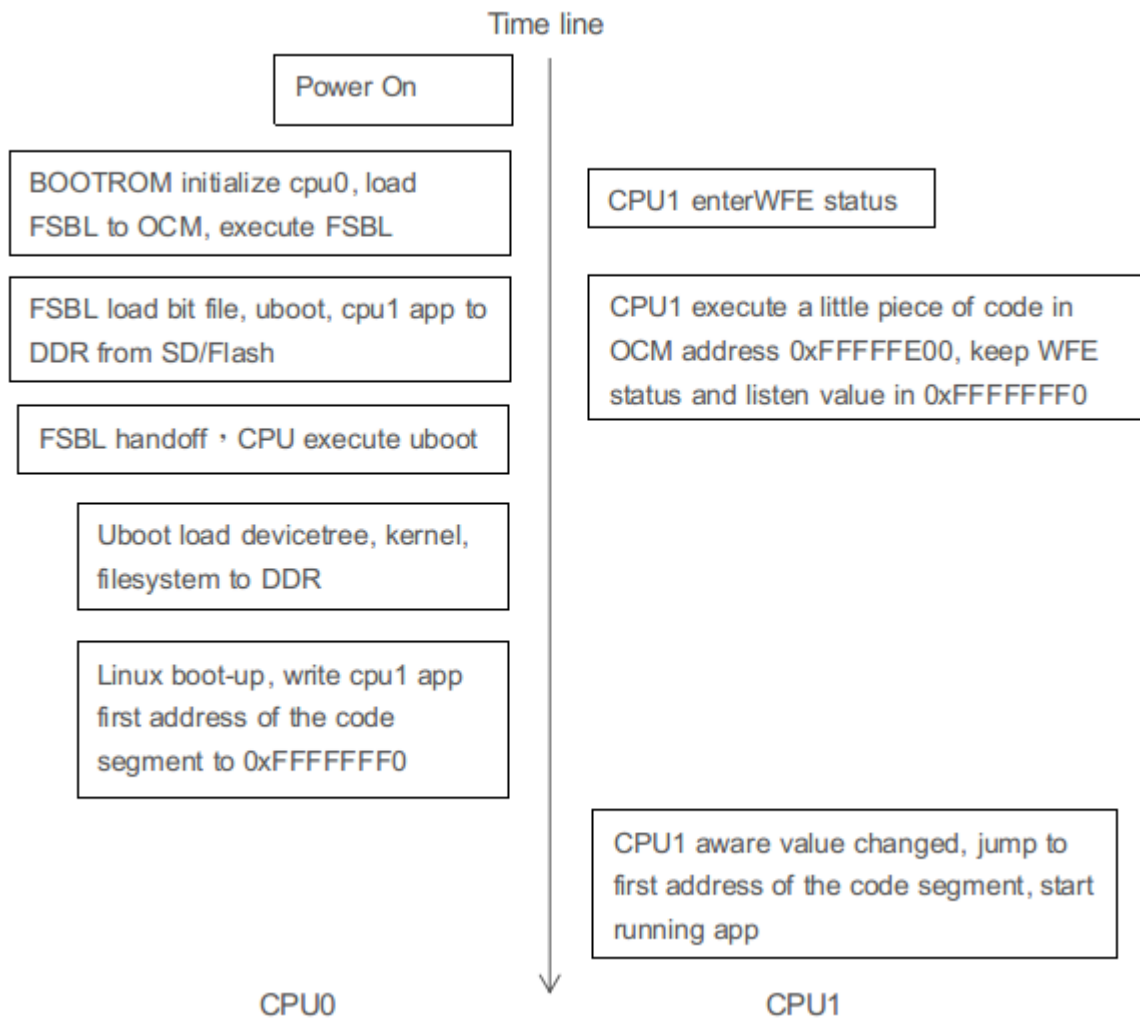 Time line
Power On
BOOTROM initialize cpu0, load
FSBL to OCM, execute FSBL
CPU1 enterWFE status
FSBL load bit file, uboot, cpu1 app to
DDR from SD/Flash
CPU1 execute a little piece of code in
OCM address 0xFFFFFE00, keep WFE
status and listen value in 0xFFFFFFF0
FSBL handoff，CPU execute uboot
Uboot load devicetree, kernel,
filesystem to DDR
Linux boot-up, write cpu1 app
first address of the code
segment to 0xFFFFFFF0
CPU1 aware value changed, jump to
first address of the code segment, start
running app
CPU0
CPU1